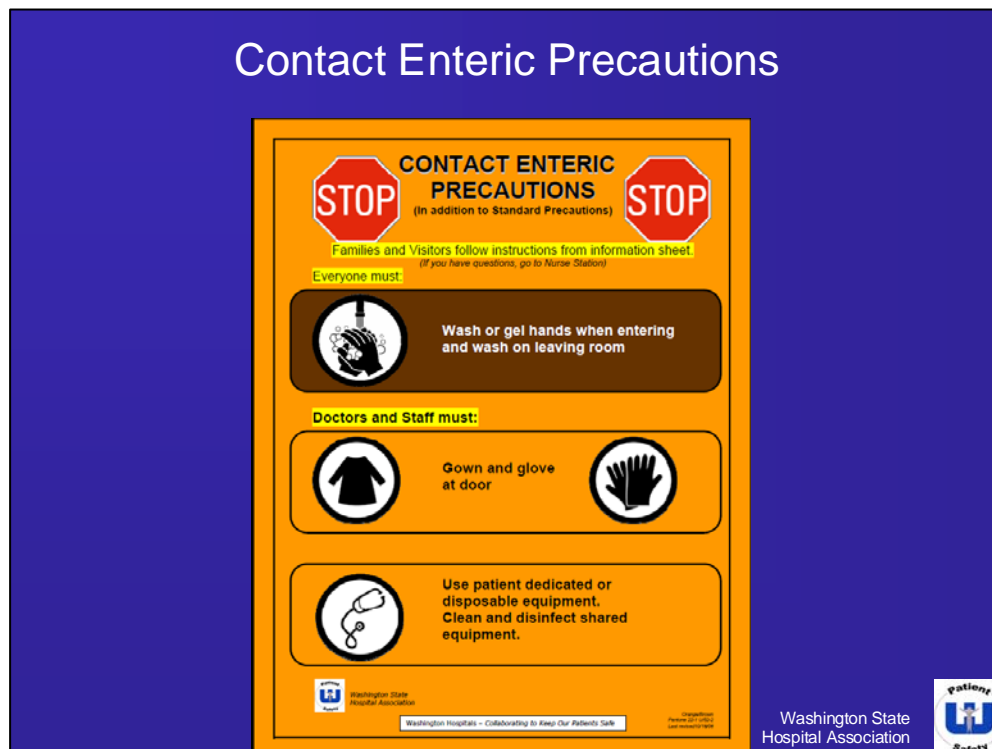 Contact Enteric Precautions
STOP
CONTACT ENTERIC
PRECAUTIONS
(In addition to Standard Precautions)
STOP
Families and Visitors follow instructions from information sheet.
(If you have questions, go to Nurse Station)
Everyone must:
Wash or gel hands when entering
and wash on leaving room
Doctors and Staff must:
Gown and glove
at door
Use patient dedicated or
disposable equipment.
Clean and disinfect shared
equipment.
Washington State
Hospital Association
Washington Hospitals – Collaborating to Keep Our Patients Safe
Washington State
Hospital Association
Patient
Safety